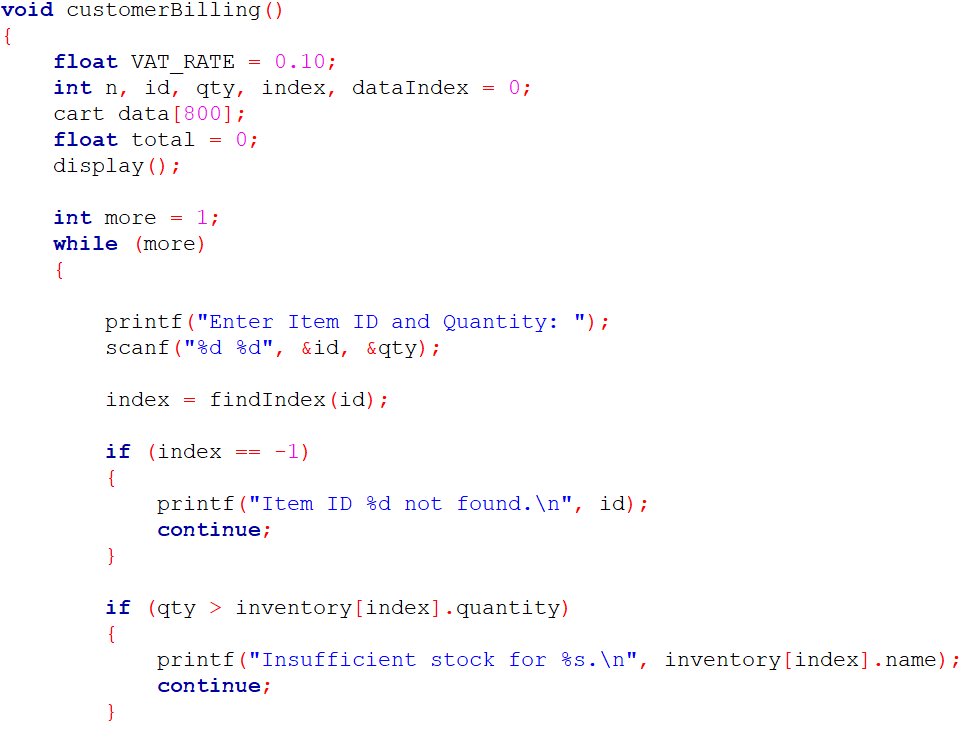 void customerBilling()
{
    float VAT_RATE = 0.10;
    int n, id, qty, index, dataIndex = 0;
    cart data[800];
    float total = 0;
    display();

    int more = 1;
    while (more)
    {

        printf("Enter Item ID and Quantity: ");
        scanf("%d %d", &id, &qty);

        index = findIndex(id);

        if (index == -1)
        {
            printf("Item ID %d not found.\n", id);
            continue;
        }

        if (qty > inventory[index].quantity)
        {
            printf("Insufficient stock for %s.\n", inventory[index].name);
            continue;
        }